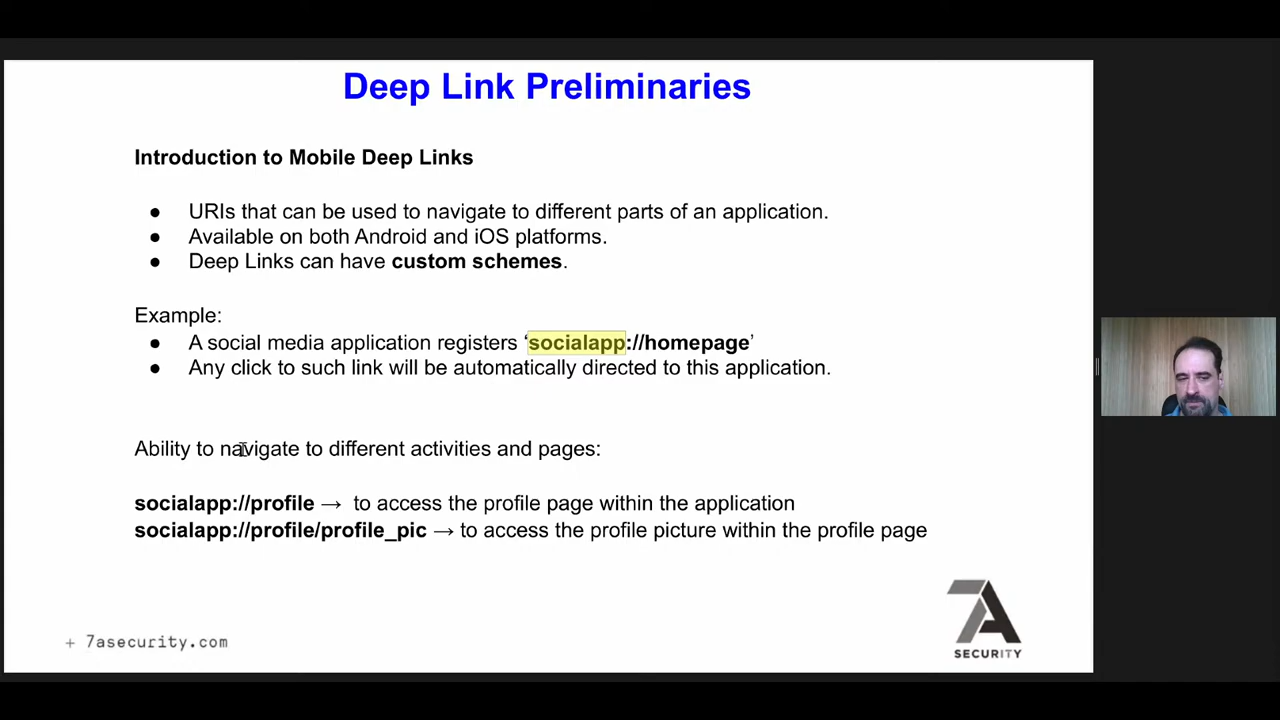 Deep Link Preliminaries
Introduction to Mobile Deep Links
● URIs that can be used to navigate to different parts of an application.
● Available on both Android and iOS platforms.
● Deep Links can have custom schemes.
Example:
● A social media application registers ‘socialapp://homepage’
● Any click to such link will be automatically directed to this application.
Ability to navigate to different activities and pages:
socialapp://profile → to access the profile page within the application
socialapp://profile/profile_pic → to access the profile picture within the profile page
+ 7asecurity.com
7A
SECURITY